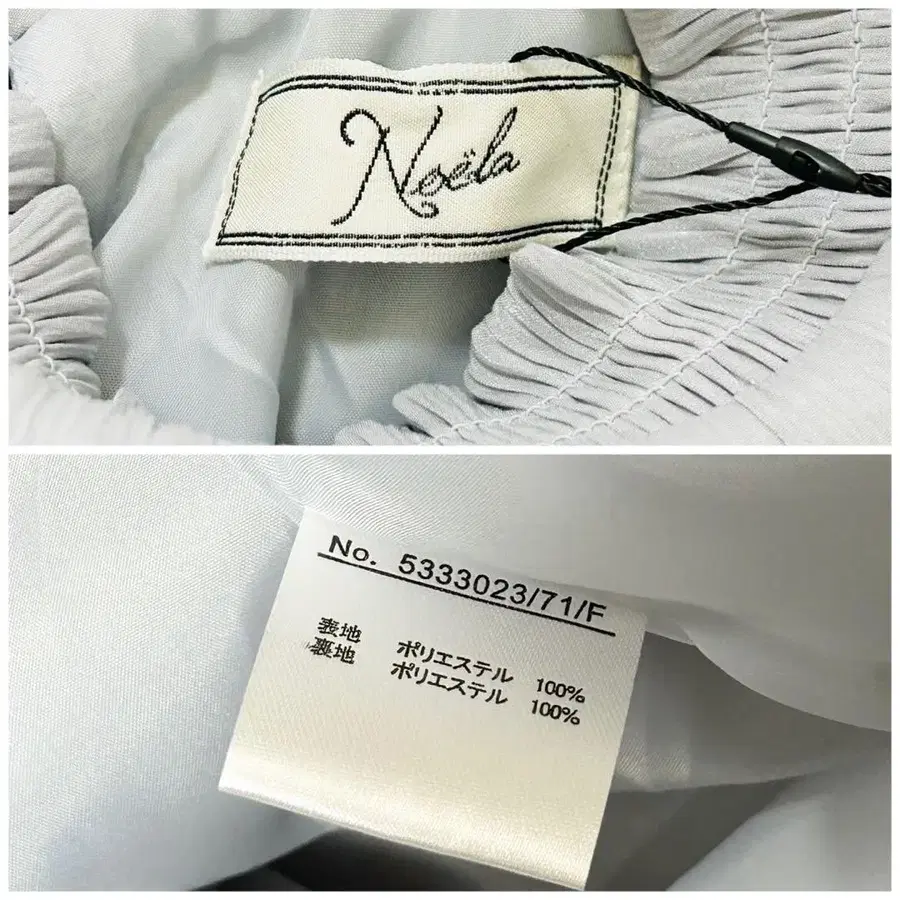 Noëla
No. 5333023/71/F
表地 ポリエステル 100%
裏地 ポリエステル 100%